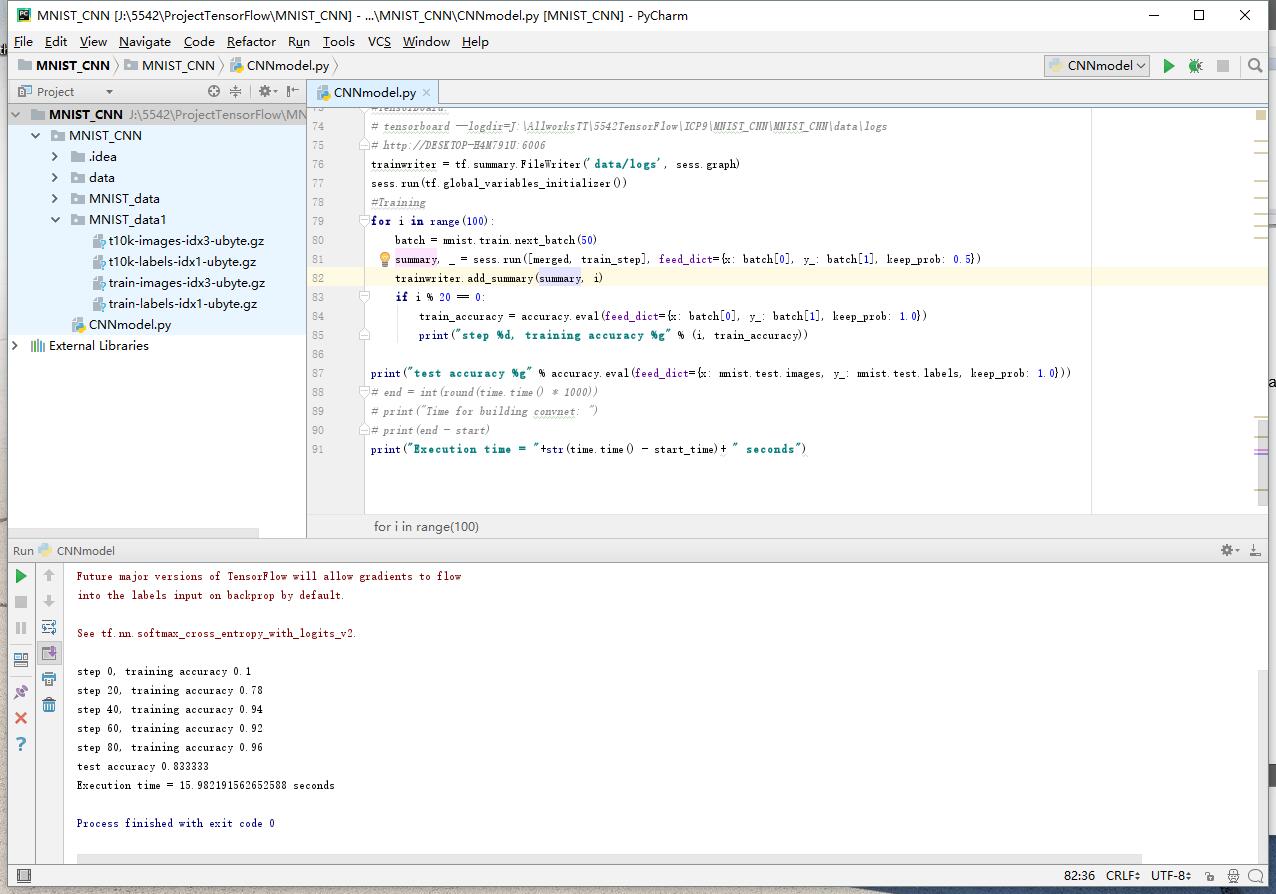 MNIST_CNN [J:\5542\ProjectTensorFlow\MNIST_CNN] - ...\MNIST_CNN\CNNmodel.py [MNIST_CNN] - PyCharm
File Edit View Navigate Code Refactor Run Tools VCS Window Help
MNIST_CNN MNIST_CNN CNNmodel.py CNNmodel
Project
CNNmodel.py
MNIST_CNN J:\5542\ProjectTensorFlow\MN
MNIST_CNN
.idea
data
MNIST_data
MNIST_data1
t10k-images-idx3-ubyte.gz
t10k-labels-idx1-ubyte.gz
train-images-idx3-ubyte.gz
train-labels-idx1-ubyte.gz
CNNmodel.py
External Libraries
73 #TensorBoard:
74 # tensorboard --logdir=J:\AllworksTT\5542TensorFlow\ICP9\MNIST_CNN\MNIST_CNN\data\logs
75 # http://DESKTOP-H4M791U:6006
76 trainwriter = tf.summary.FileWriter('data/logs', sess.graph)
77 sess.run(tf.global_variables_initializer())
78 #Training
79 for i in range(100):
80 batch = mnist.train.next_batch(50)
81 summary, _ = sess.run([merged, train_step], feed_dict={x: batch[0], y_: batch[1], keep_prob: 0.5})
82 trainwriter.add_summary(summary, i)
83 if i % 20 == 0:
84 train_accuracy = accuracy.eval(feed_dict={x: batch[0], y_: batch[1], keep_prob: 1.0})
85 print("step %d, training accuracy %g" % (i, train_accuracy))
86
87 print("test accuracy %g" % accuracy.eval(feed_dict={x: mnist.test.images, y_: mnist.test.labels, keep_prob: 1.0}))
88 # end = int(round(time.time() * 1000))
89 # print("Time for building convnet: ")
90 # print(end - start)
91 print("Execution time = "+str(time.time() - start_time)+ " seconds")
for i in range(100)
Run CNNmodel
Future major versions of TensorFlow will allow gradients to flow
into the labels input on backprop by default.
See tf.nn.softmax_cross_entropy_with_logits_v2.
step 0, training accuracy 0.1
step 20, training accuracy 0.78
step 40, training accuracy 0.94
step 60, training accuracy 0.92
step 80, training accuracy 0.96
test accuracy 0.833333
Execution time = 15.982191562652588 seconds
Process finished with exit code 0
82:36 CRLF UTF-8